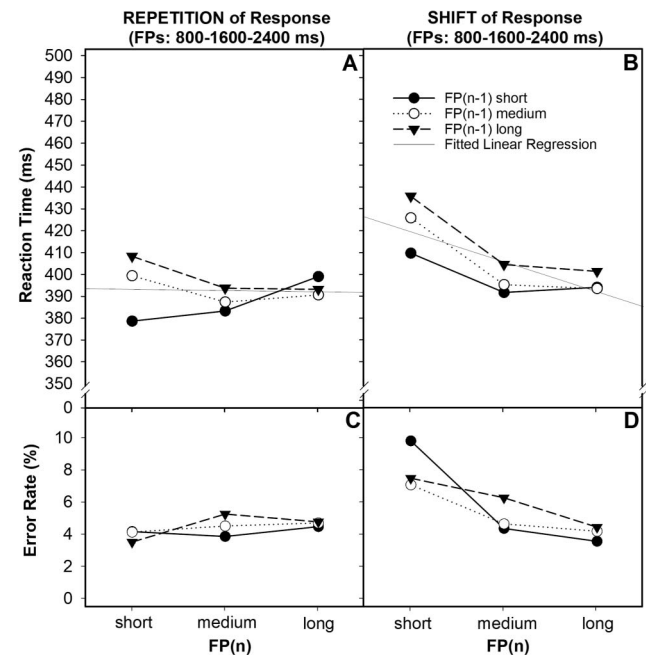 REPETITION of Response
(FPs: 800-1600-2400 ms)
SHIFT of Response
(FPs: 800-1600-2400 ms)
A
B
FP(n-1) short
FP(n-1) medium
FP(n-1) long
Fitted Linear Regression
Reaction Time (ms)
500
490
480
470
460
450
440
430
420
410
400
390
380
370
360
350
0
C
D
Error Rate (%)
10
8
6
4
2
0
short medium long
short medium long
FP(n)
FP(n)